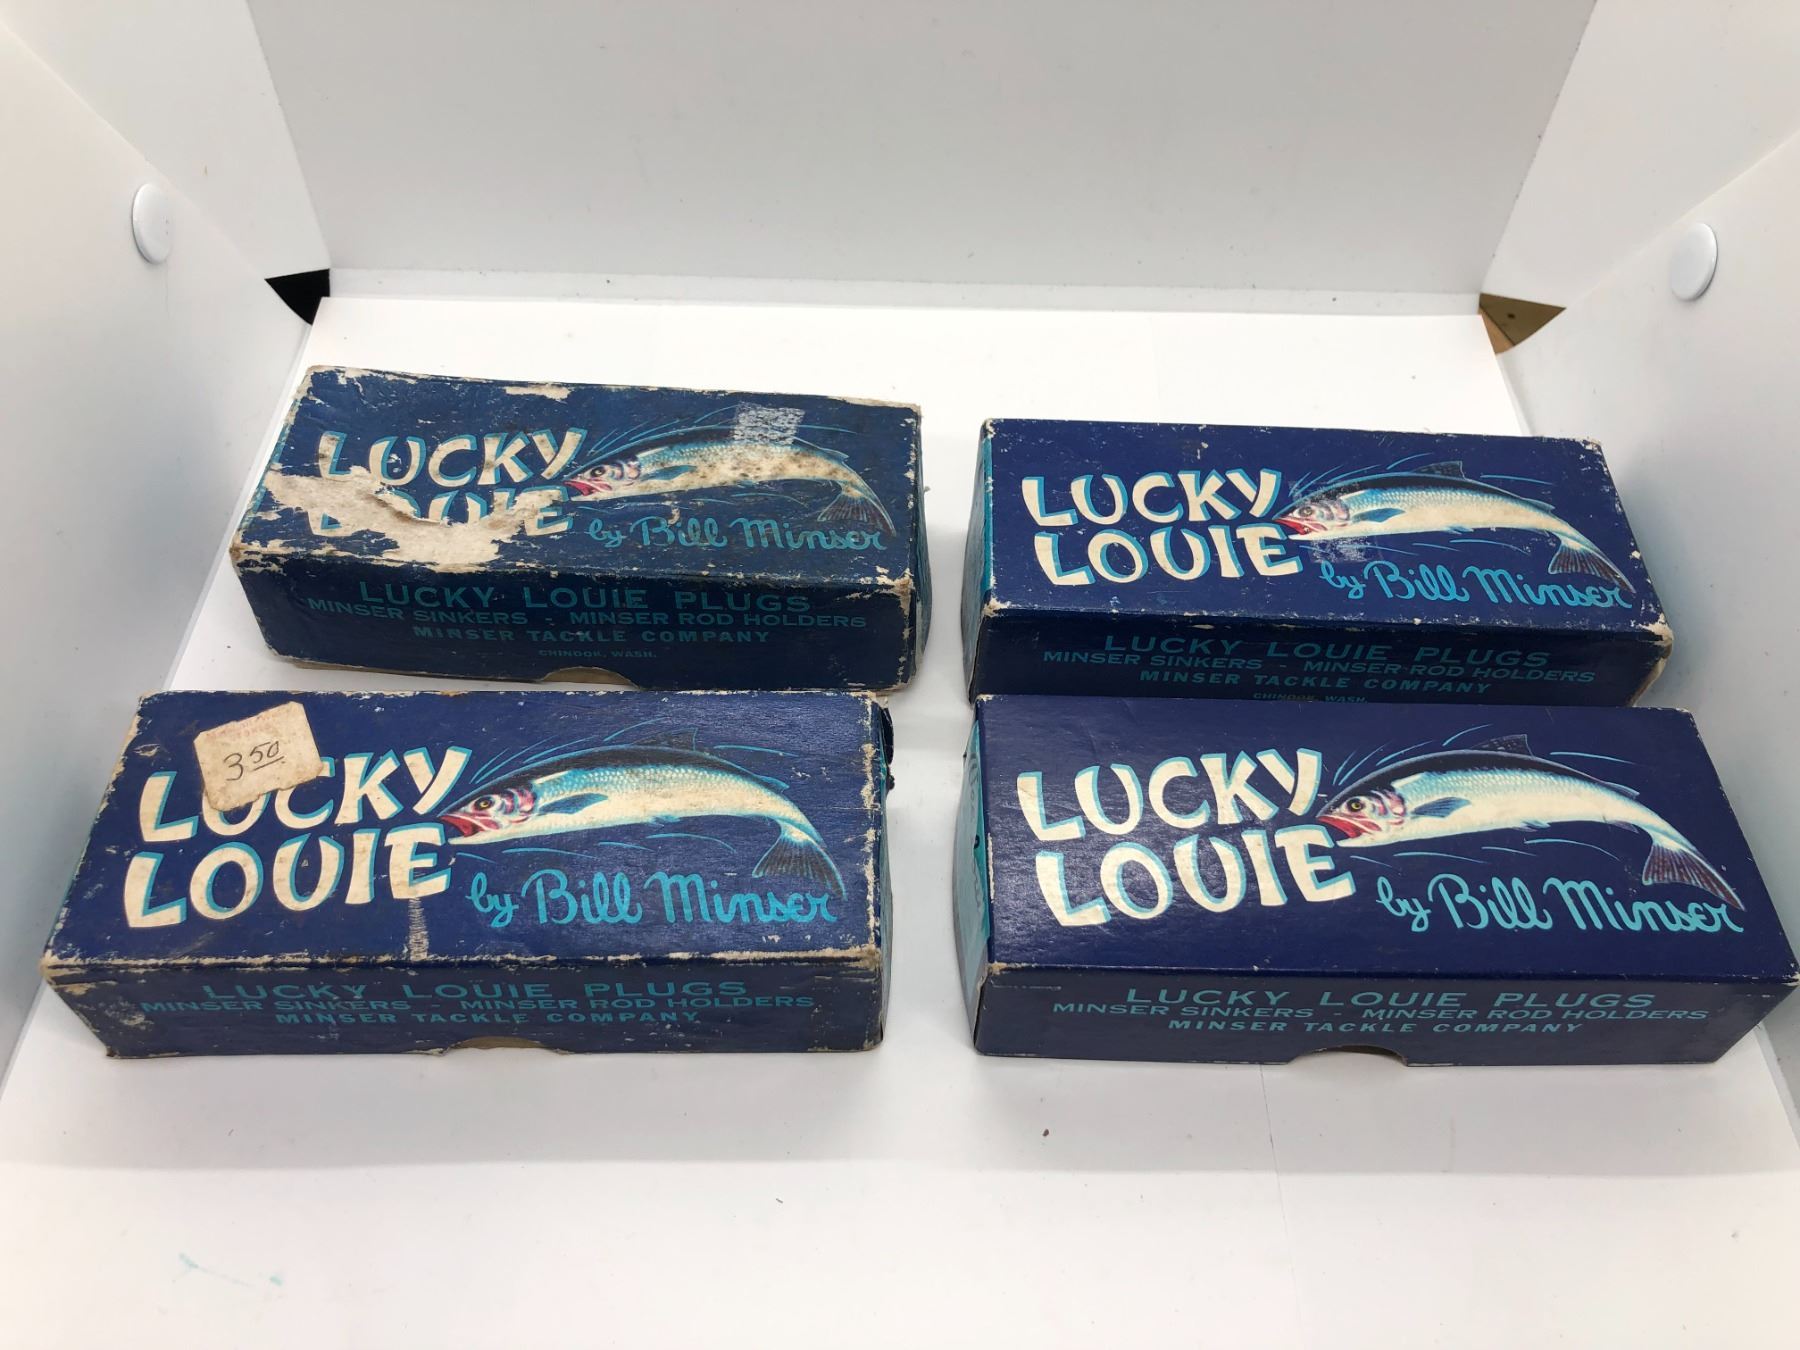 LUCKY
LOUIE
by Bill Minser
LUCKY LOUIE PLUGS
MINSER SINKERS - MINSER ROD HOLDERS
MINSER TACKLE COMPANY
CHINOOK, WASH.
LUCKY
LOUIE
by Bill Minser
LUCKY LOUIE PLUGS
MINSER SINKERS - MINSER ROD HOLDERS
MINSER TACKLE COMPANY
CHINOOK, WASH.
3.50
LUCKY
LOUIE
by Bill Minser
LUCKY LOUIE PLUGS
MINSER SINKERS - MINSER ROD HOLDERS
MINSER TACKLE COMPANY
LUCKY
LOUIE
by Bill Minser
LUCKY LOUIE PLUGS
MINSER SINKERS - MINSER ROD HOLDERS
MINSER TACKLE COMPANY